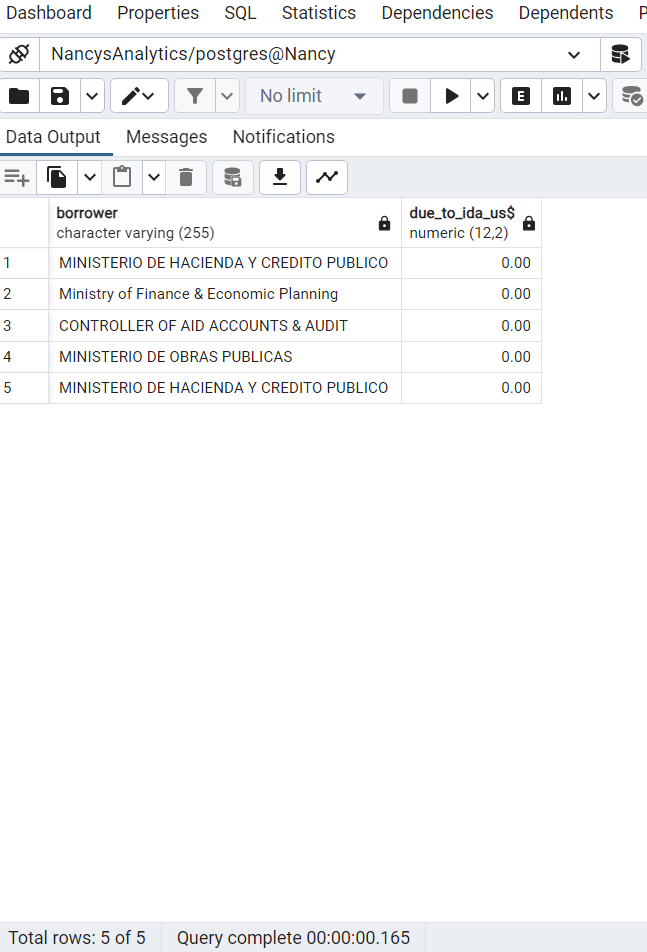 Dashboard Properties SQL Statistics Dependencies Dependents P
NancysAnalytics/postgres@Nancy
No limit E
Data Output Messages Notifications
borrower due_to_ida_us$
character varying (255) numeric (12,2)
1 MINISTERIO DE HACIENDA Y CREDITO PUBLICO 0.00
2 Ministry of Finance & Economic Planning 0.00
3 CONTROLLER OF AID ACCOUNTS & AUDIT 0.00
4 MINISTERIO DE OBRAS PUBLICAS 0.00
5 MINISTERIO DE HACIENDA Y CREDITO PUBLICO 0.00
Total rows: 5 of 5 Query complete 00:00:00.165